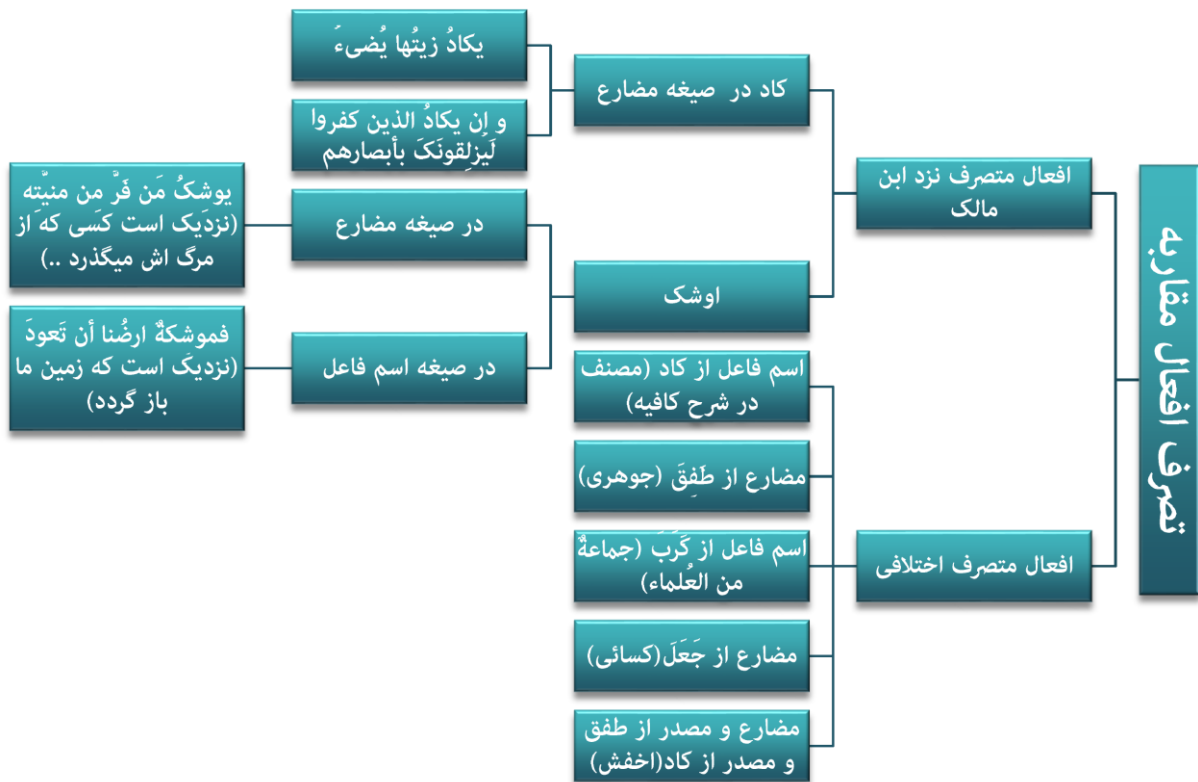 تصرف افعال مقاربه
افعال متصرف نزد ابن
مالک
کاد در صیغه مضارع
یکادُ زیتُها یُضیءَ
و إن یکادُ الذین کفروا
لَیُزلِقونَکَ بأبصارهم
اوشک
در صیغه مضارع
یوشکُ مَن فَرَّ من منیّته
(نزدیک است کسی که از
مرگ اش میگذرد ..)
در صیغه اسم فاعل
فموشکةٌ ارضُنا أن تَعودَ
(نزدیک است که زمین ما
باز گردد)
افعال متصرف اختلافی
اسم فاعل از کاد (مصنف
در شرح کافیه)
مضارع از طَفِقَ (جوهری)
اسم فاعل از کَرَبَ (جماعةٌ
من العُلماء)
مضارع از جَعَلَ(کسائی)
مضارع و مصدر از طفق
و مصدر از کاد(اخفش)